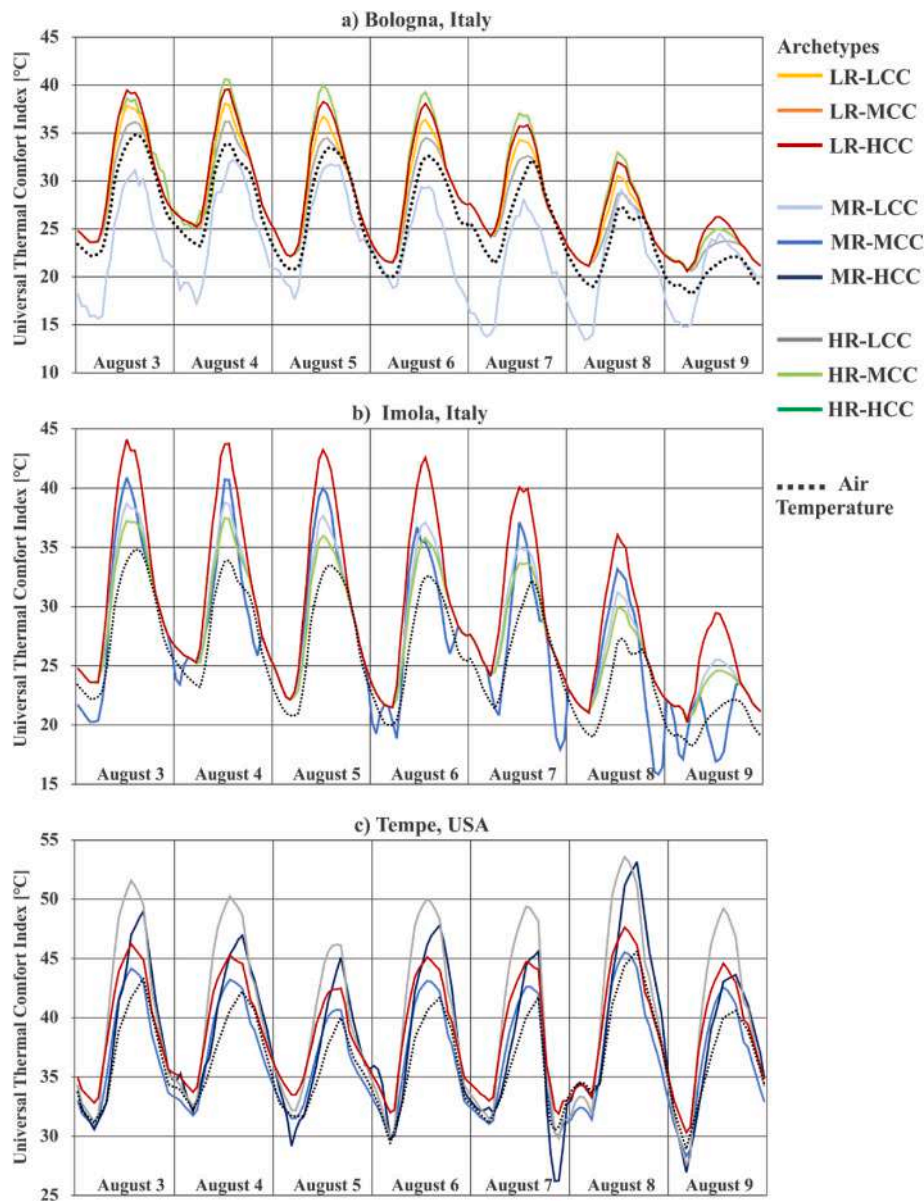 a) Bologna, Italy
Universal Thermal Comfort Index [°C]
45
40
35
30
25
20
15
10
August 3
August 4
August 5
August 6
August 7
August 8
August 9
Archetypes
LR-LCC
LR-MCC
LR-HCC
MR-LCC
MR-MCC
MR-HCC
HR-LCC
HR-MCC
HR-HCC
Air
Temperature
b) Imola, Italy
Universal Thermal Comfort Index [°C]
45
40
35
30
25
20
15
August 3
August 4
August 5
August 6
August 7
August 8
August 9
c) Tempe, USA
Universal Thermal Comfort Index [°C]
55
50
45
40
35
30
25
August 3
August 4
August 5
August 6
August 7
August 8
August 9